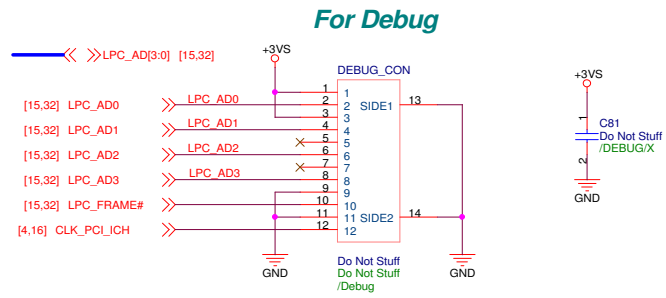 For Debug
LPC_AD[3:0] [15,32]
+3VS
DEBUG_CON
[15,32] LPC_AD0 LPC_AD0
[15,32] LPC_AD1 LPC_AD1
[15,32] LPC_AD2 LPC_AD2
[15,32] LPC_AD3 LPC_AD3
[15,32] LPC_FRAME#
[4,16] CLK_PCI_ICH
1 1
2 2 SIDE1 13
3 3
4 4
5 5
6 6
7 7
8 8
9 9
10 10
11 11 SIDE2 14
12 12
GND
GND
Do Not Stuff
Do Not Stuff
/Debug
+3VS
1
C81
Do Not Stuff
/DEBUG/X
2
GND